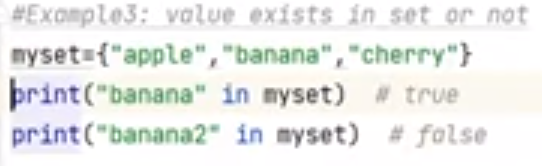 #Example3: value exists in set or not
myset={"apple","banana","cherry"}
print("banana" in myset)  # true
print("banana2" in myset)  # false